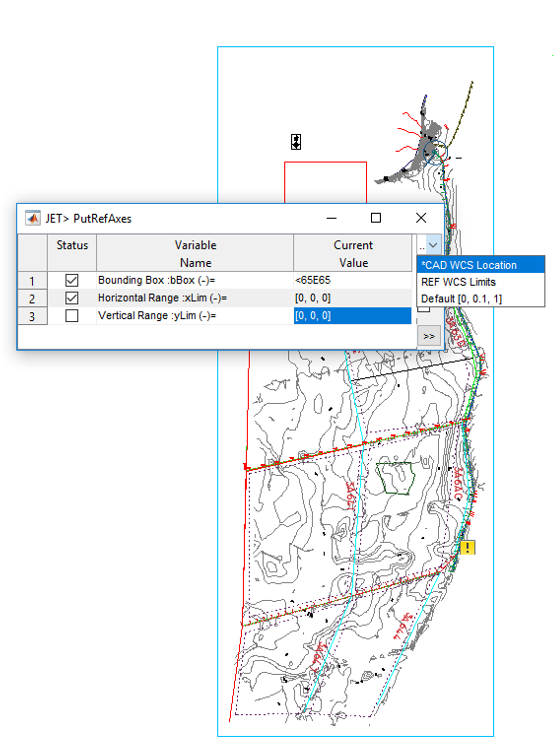 JET> PutRefAxes
Status Variable Name Current Value ..
1 Bounding Box :bBox (-)= <65E65
2 Horizontal Range :xLim (-)= [0, 0, 0]
3 Vertical Range :yLim (-)= [0, 0, 0]
*CAD WCS Location
REF WCS Limits
Default [0, 0.1, 1]
>>
!